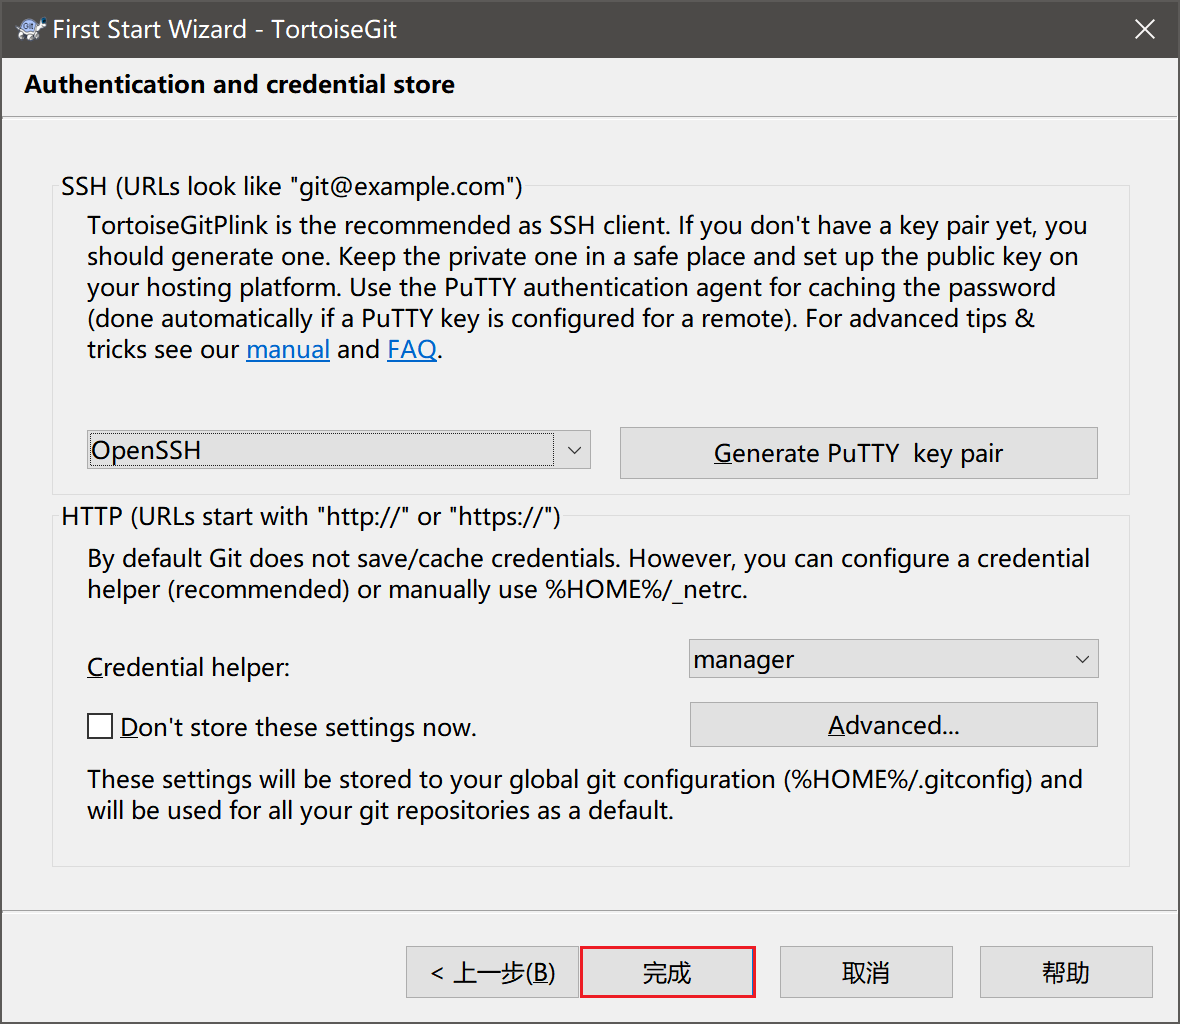 First Start Wizard - TortoiseGit
Authentication and credential store
SSH (URLs look like "git@example.com")
TortoiseGitPlink is the recommended as SSH client. If you don't have a key pair yet, you
should generate one. Keep the private one in a safe place and set up the public key on
your hosting platform. Use the PuTTY authentication agent for caching the password
(done automatically if a PuTTY key is configured for a remote). For advanced tips &
tricks see our manual and FAQ.
OpenSSH
Generate PuTTY  key pair
HTTP (URLs start with "http://" or "https://")
By default Git does not save/cache credentials. However, you can configure a credential
helper (recommended) or manually use %HOME%/_netrc.
Credential helper:
manager
Don't store these settings now.
Advanced...
These settings will be stored to your global git configuration (%HOME%/.gitconfig) and
will be used for all your git repositories as a default.
< 上一步(B)
完成
取消
帮助